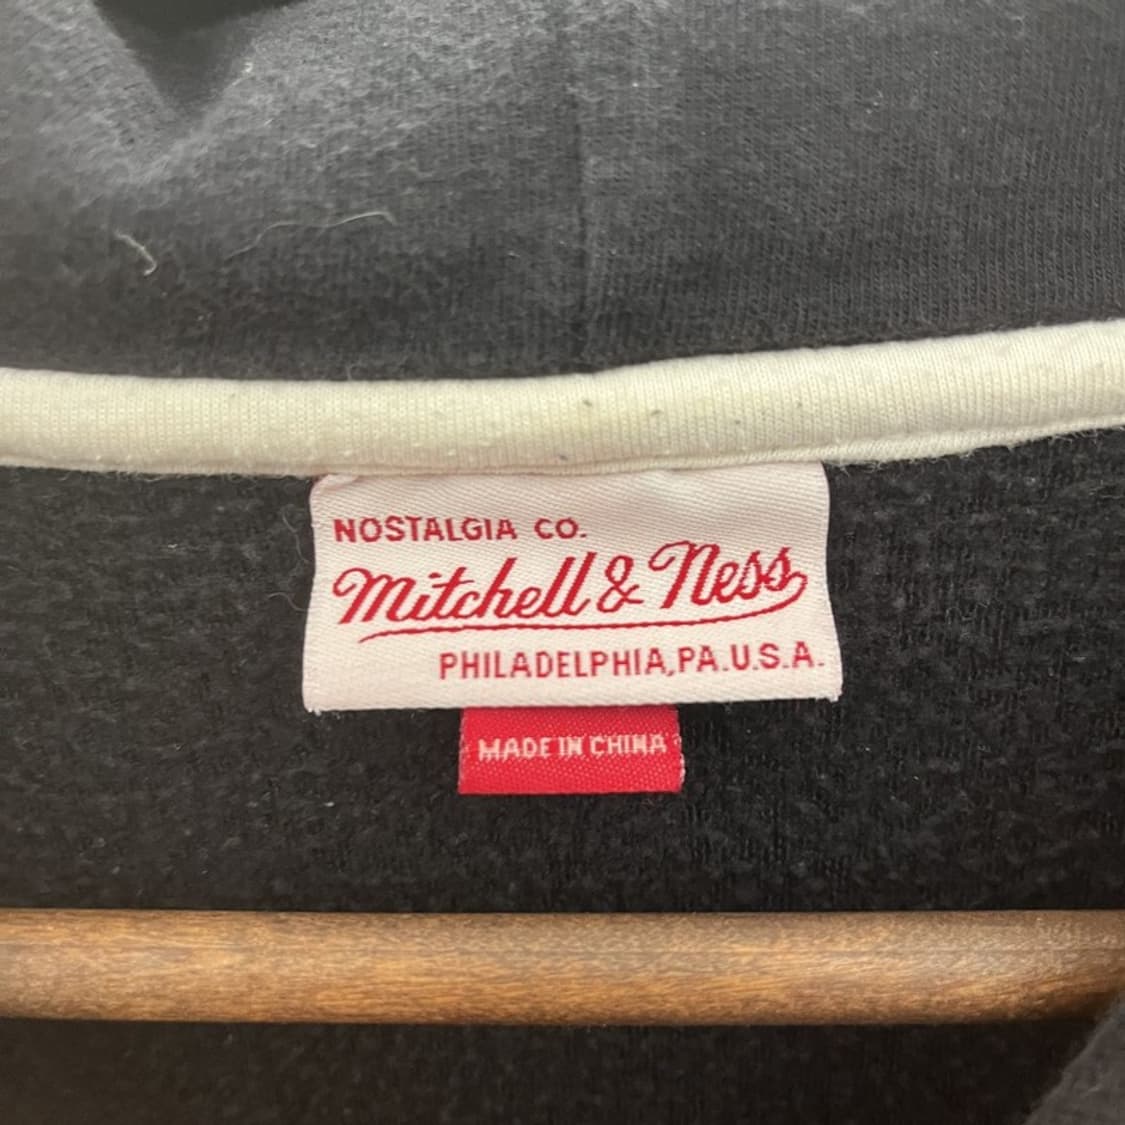 NOSTALGIA CO.
Mitchell & Ness
PHILADELPHIA, PA. U.S.A.
MADE IN CHINA